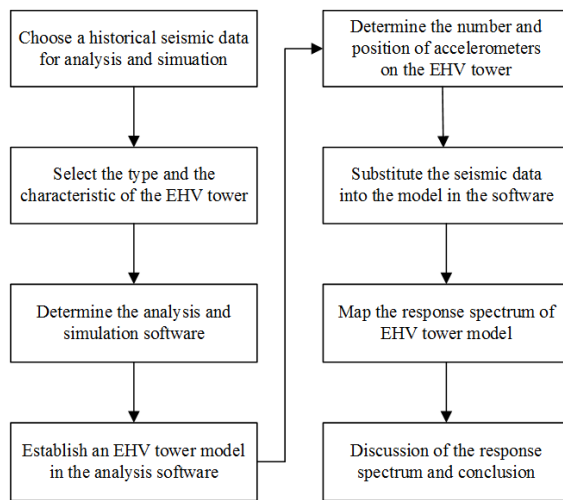 Choose a historical seismic data
for analysis and simuation
Select the type and the
characteristic of the EHV tower
Determine the analysis and
simulation software
Establish an EHV tower model
in the analysis software
Determine the number and
position of accelerometers
on the EHV tower
Substitute the seismic data
into the model in the software
Map the response spectrum of
EHV tower model
Discussion of the response
spectrum and conclusion